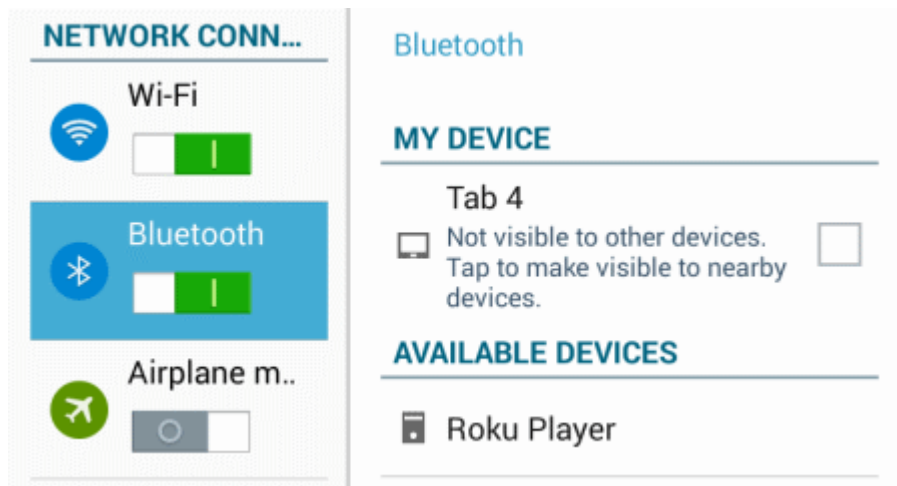 NETWORK CONN...
Wi-Fi
Bluetooth
Airplane m..
Bluetooth
MY DEVICE
Tab 4
Not visible to other devices.
Tap to make visible to nearby
devices.
AVAILABLE DEVICES
Roku Player